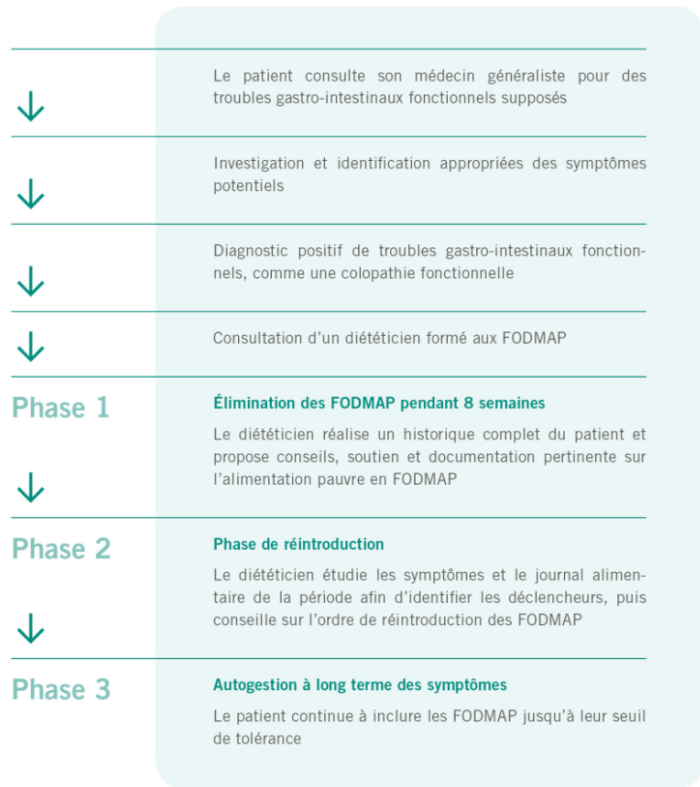 Le patient consulte son médecin généraliste pour des
troubles gastro-intestinaux fonctionnels supposés
Investigation et identification appropriées des symptômes
potentiels
Diagnostic positif de troubles gastro-intestinaux fonction-
nels, comme une colopathie fonctionnelle
Consultation d’un diététicien formé aux FODMAP
Phase 1
Élimination des FODMAP pendant 8 semaines
Le diététicien réalise un historique complet du patient et
propose conseils, soutien et documentation pertinente sur
l’alimentation pauvre en FODMAP
Phase 2
Phase de réintroduction
Le diététicien étudie les symptômes et le journal alimen-
taire de la période afin d’identifier les déclencheurs, puis
conseille sur l’ordre de réintroduction des FODMAP
Phase 3
Autogestion à long terme des symptômes
Le patient continue à inclure les FODMAP jusqu’à leur seuil
de tolérance